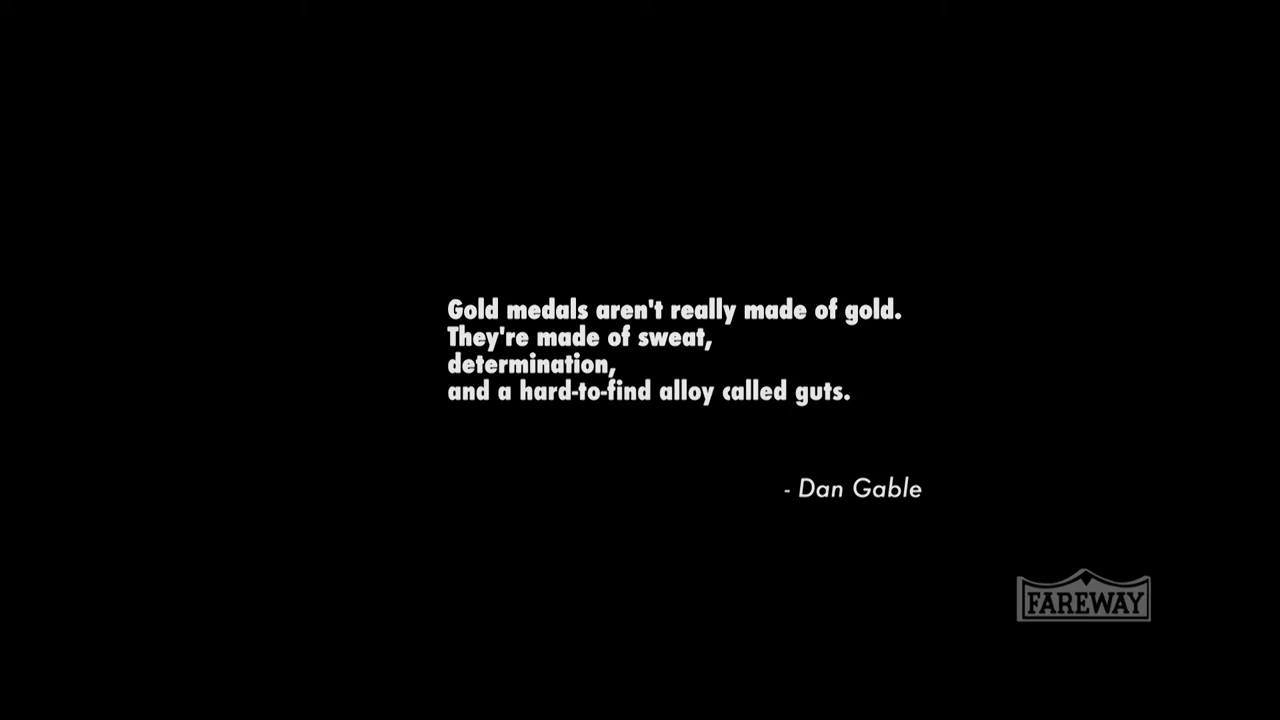 Gold medals aren't really made of gold.
They're made of sweat,
determination,
and a hard-to-find alloy called guts.
- Dan Gable
FAREWAY